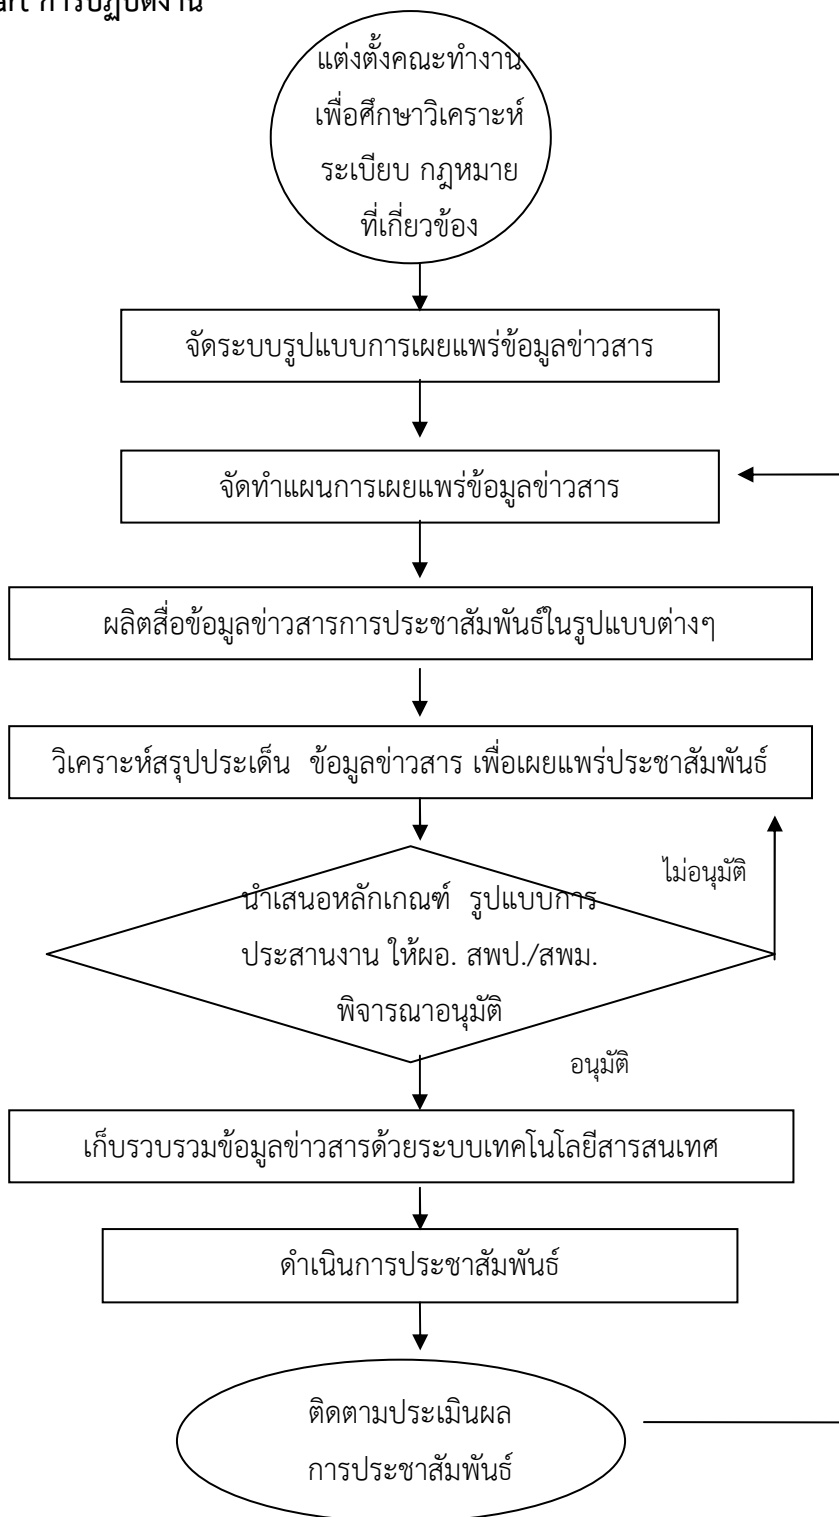 การปฏิบัติงาน
แต่งตั้งคณะทำงาน
เพื่อศึกษาวิเคราะห์
ระเบียบ กฎหมาย
ที่เกี่ยวข้อง
จัดระบบรูปแบบการเผยแพร่ข้อมูลข่าวสาร
จัดทำแผนการเผยแพร่ข้อมูลข่าวสาร
ผลิตสื่อข้อมูลข่าวสารการประชาสัมพันธ์ในรูปแบบต่างๆ
วิเคราะห์สรุปประเด็น ข้อมูลข่าวสาร เพื่อเผยแพร่ประชาสัมพันธ์
ไม่อนุมัติ
นำเสนอหลักเกณฑ์ รูปแบบการ
ประสานงาน ให้ผอ. สพป./สพม.
พิจารณาอนุมัติ
อนุมัติ
เก็บรวบรวมข้อมูลข่าวสารด้วยระบบเทคโนโลยีสารสนเทศ
ดำเนินการประชาสัมพันธ์
ติดตามประเมินผล
การประชาสัมพันธ์